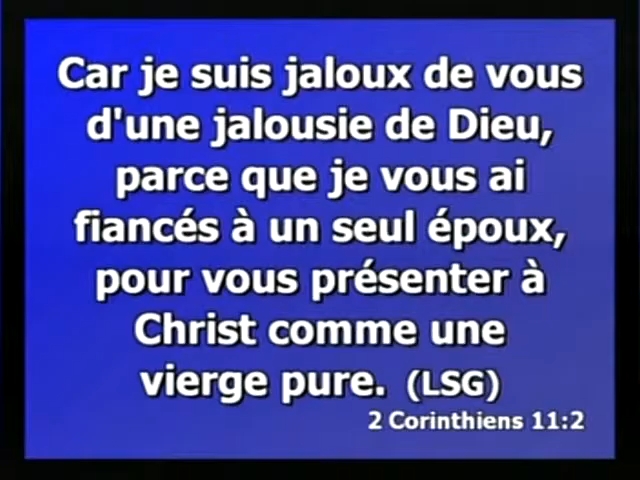 Car je suis jaloux de vous
d'une jalousie de Dieu,
parce que je vous ai
fiancés à un seul époux,
pour vous présenter à
Christ comme une
vierge pure. (LSG)
2 Corinthiens 11:2